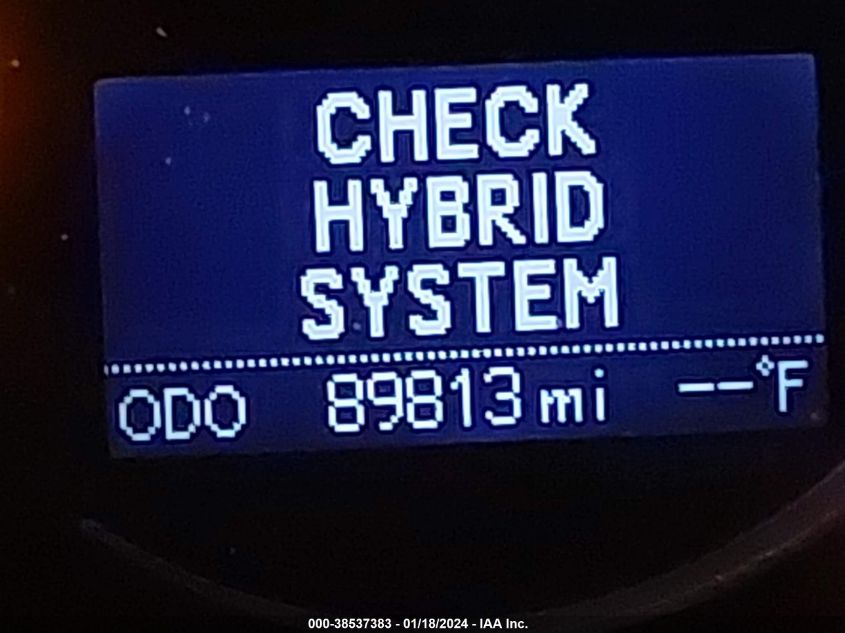 CHECK
HYBRID
SYSTEM
ODO 89813 mi --°F
000-38537383 - 01/18/2024 - IAA Inc.